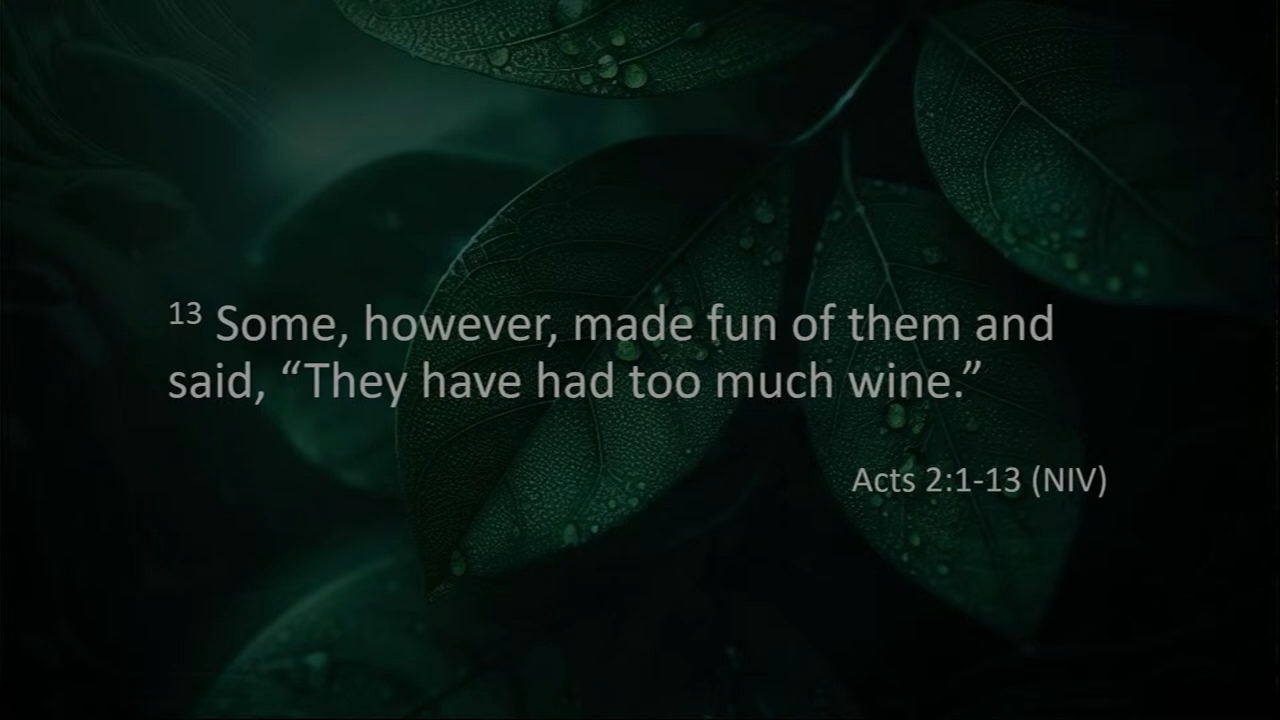 13 Some, however, made fun of them and
said, “They have had too much wine.”
Acts 2:1-13 (NIV)